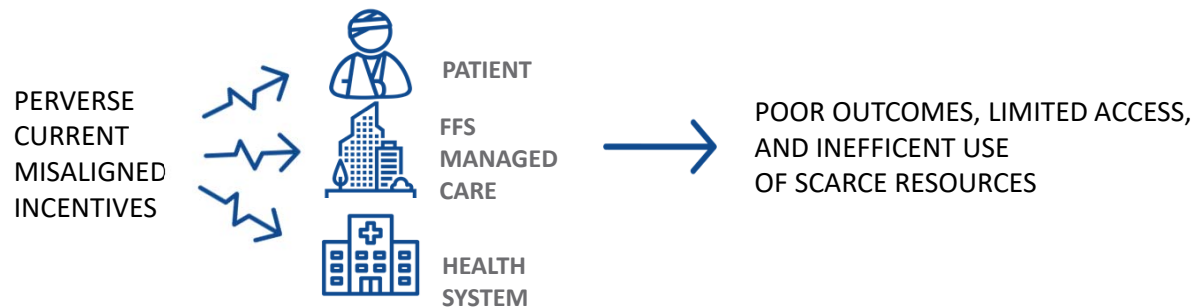 PERVERSE
CURRENT
MISALIGNED
INCENTIVES
PATIENT
FFS
MANAGED
CARE
HEALTH
SYSTEM
POOR OUTCOMES, LIMITED ACCESS,
AND INEFFICENT USE
OF SCARCE RESOURCES